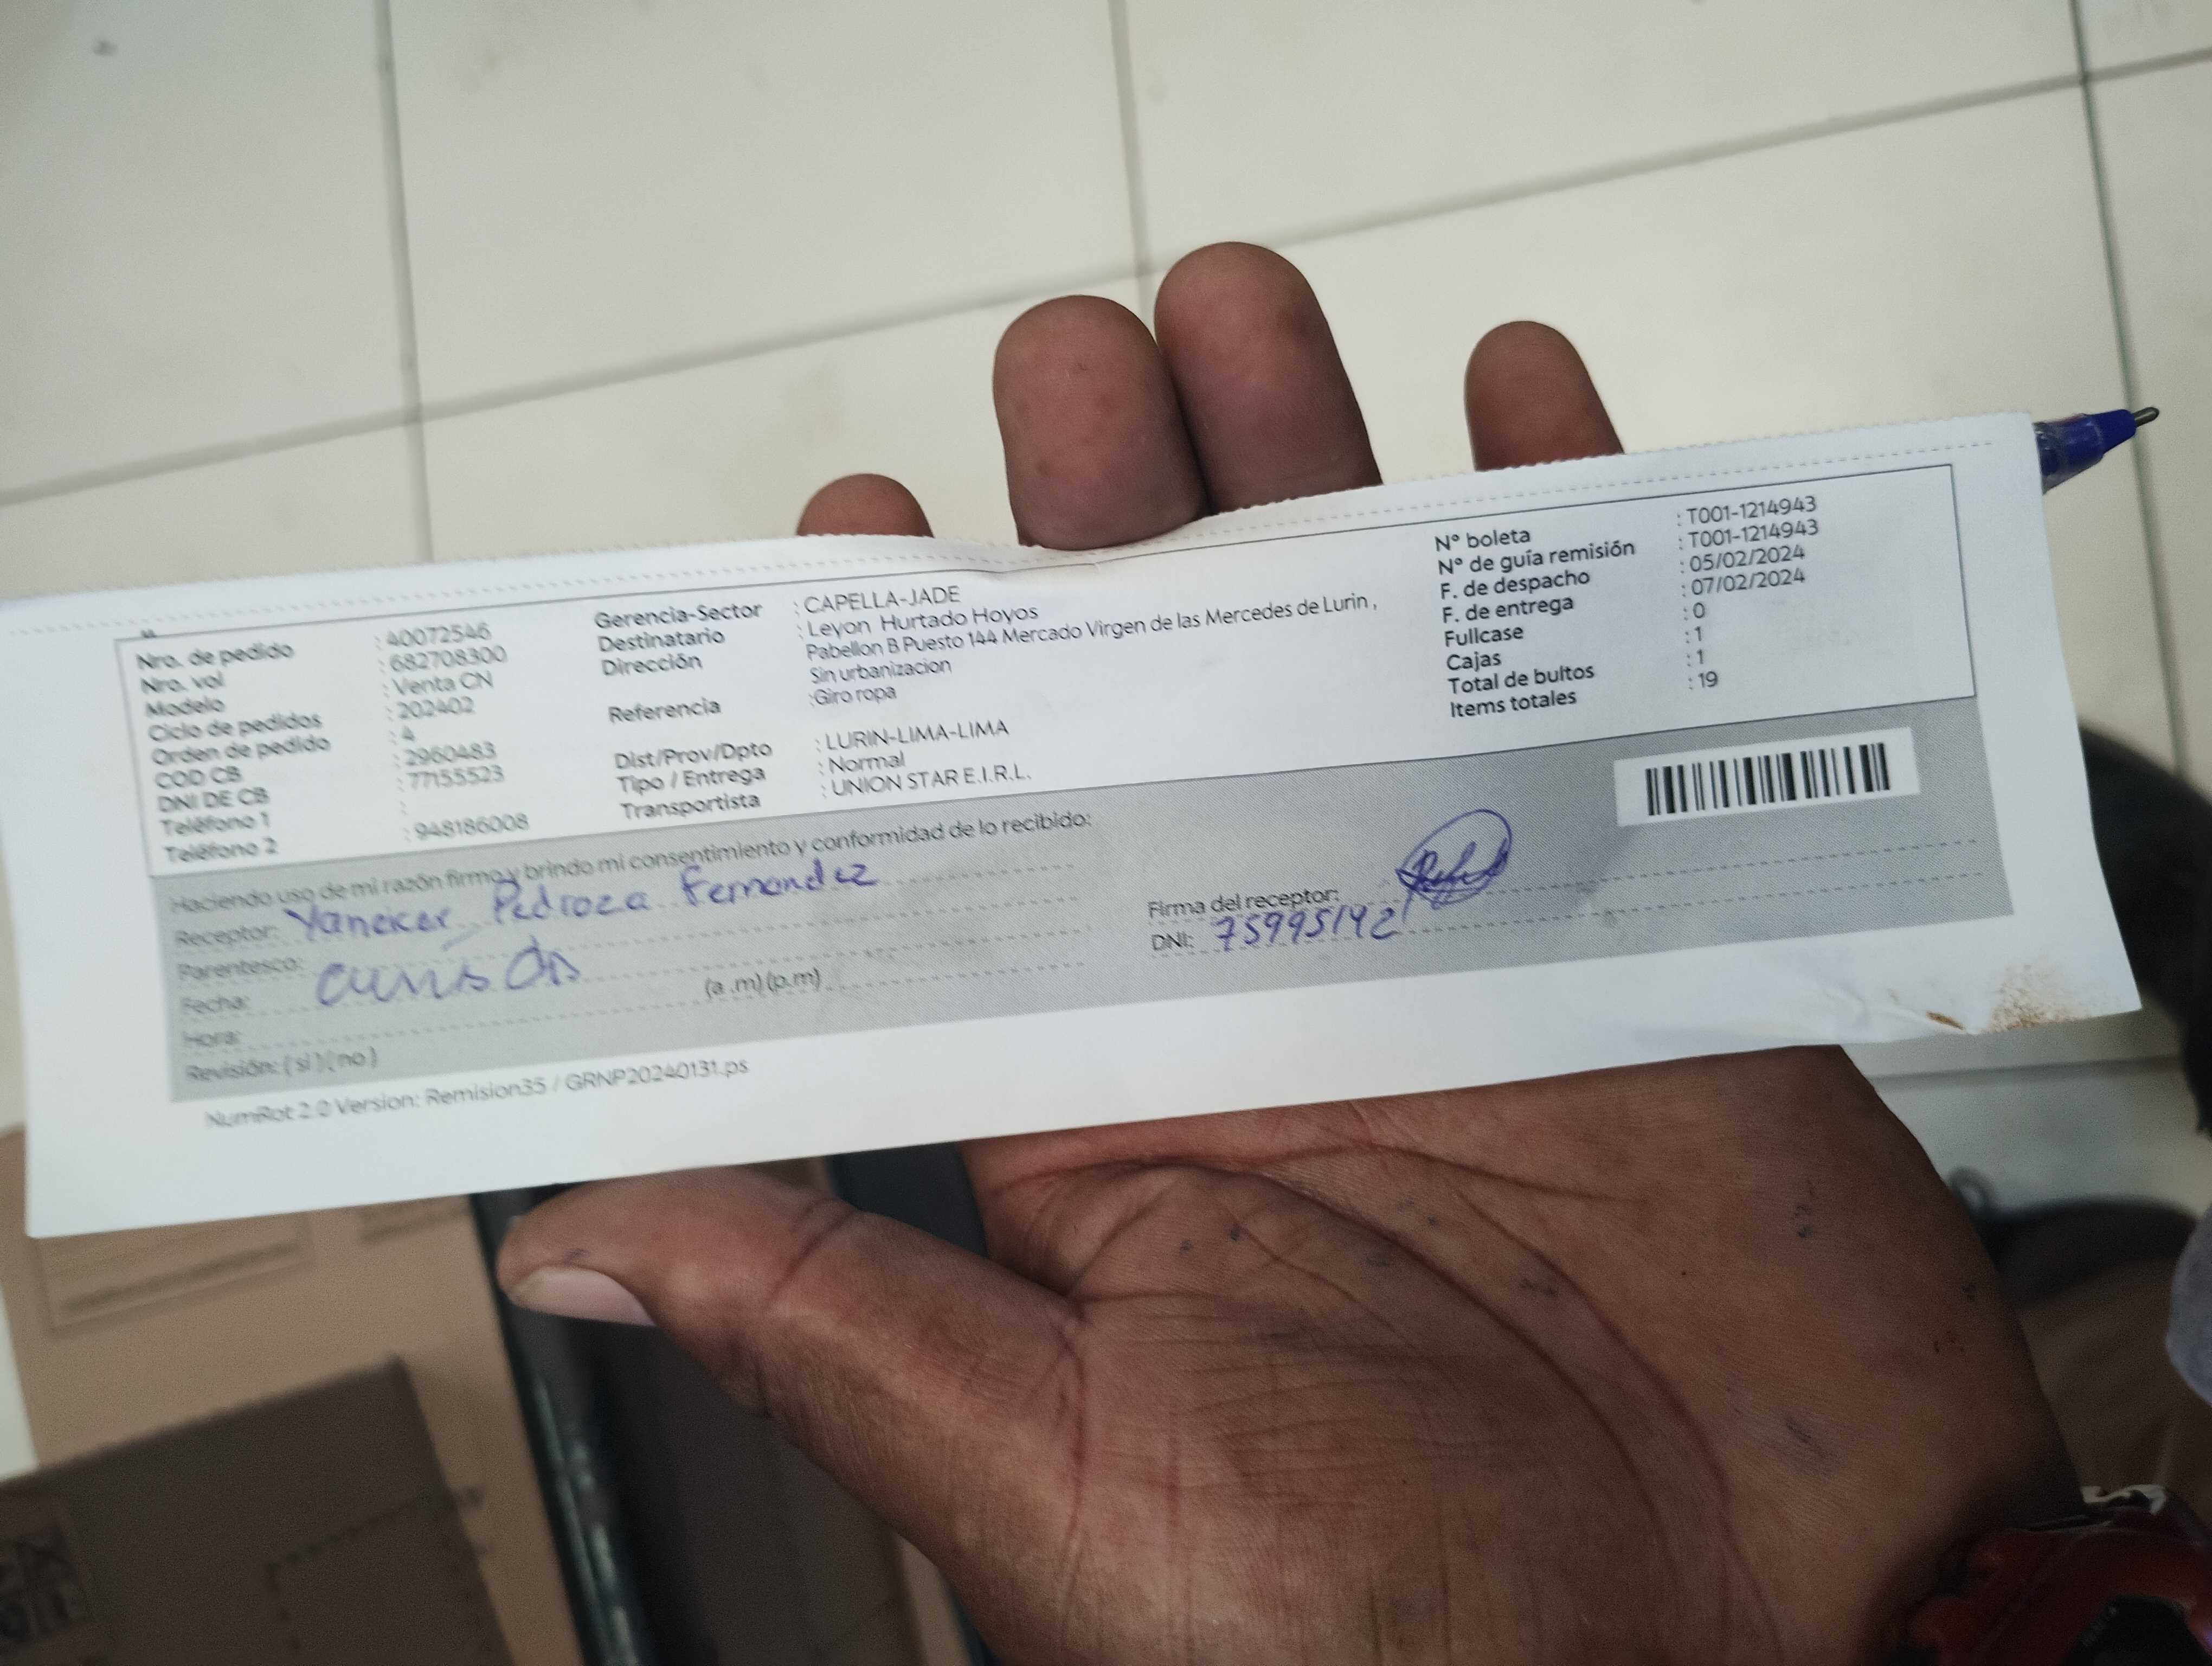 Nro. de pedido : 40072546
Nro. vol : 682708300
Modelo : Venta CN
Ciclo de pedidos : 202402
Orden de pedido : 4
COD CB : 2960483
DNI DE CB : 77155523
Teléfono 1 :
Teléfono 2 : 948186008
Gerencia-Sector : CAPELLA-JADE
Destinatario : Leyon Hurtado Hoyos
Dirección Pabellon B Puesto 144 Mercado Virgen de las Mercedes de Lurin ,
Sin urbanizacion
Referencia :Giro ropa
Dist/Prov/Dpto : LURIN-LIMA-LIMA
Tipo / Entrega : Normal
Transportista : UNION STAR E.I.R.L.
N° boleta : T001-1214943
N° de guía remisión : T001-1214943
F. de despacho : 05/02/2024
F. de entrega : 07/02/2024
Fullcase : 0
Cajas : 1
Total de bultos : 1
Items totales : 19
Haciendo uso de mi razón firmo y brindo mi consentimiento y conformidad de lo recibido:
Receptor: Pedroza Fernandez
Parentesco:
Fecha:
Hora: (a .m) (p.m)
Revisión: ( si ) ( no )
Firma del receptor:
DNI: 75995142
NumRot 2.0 Version: Remision35 / GRNP20240131.ps